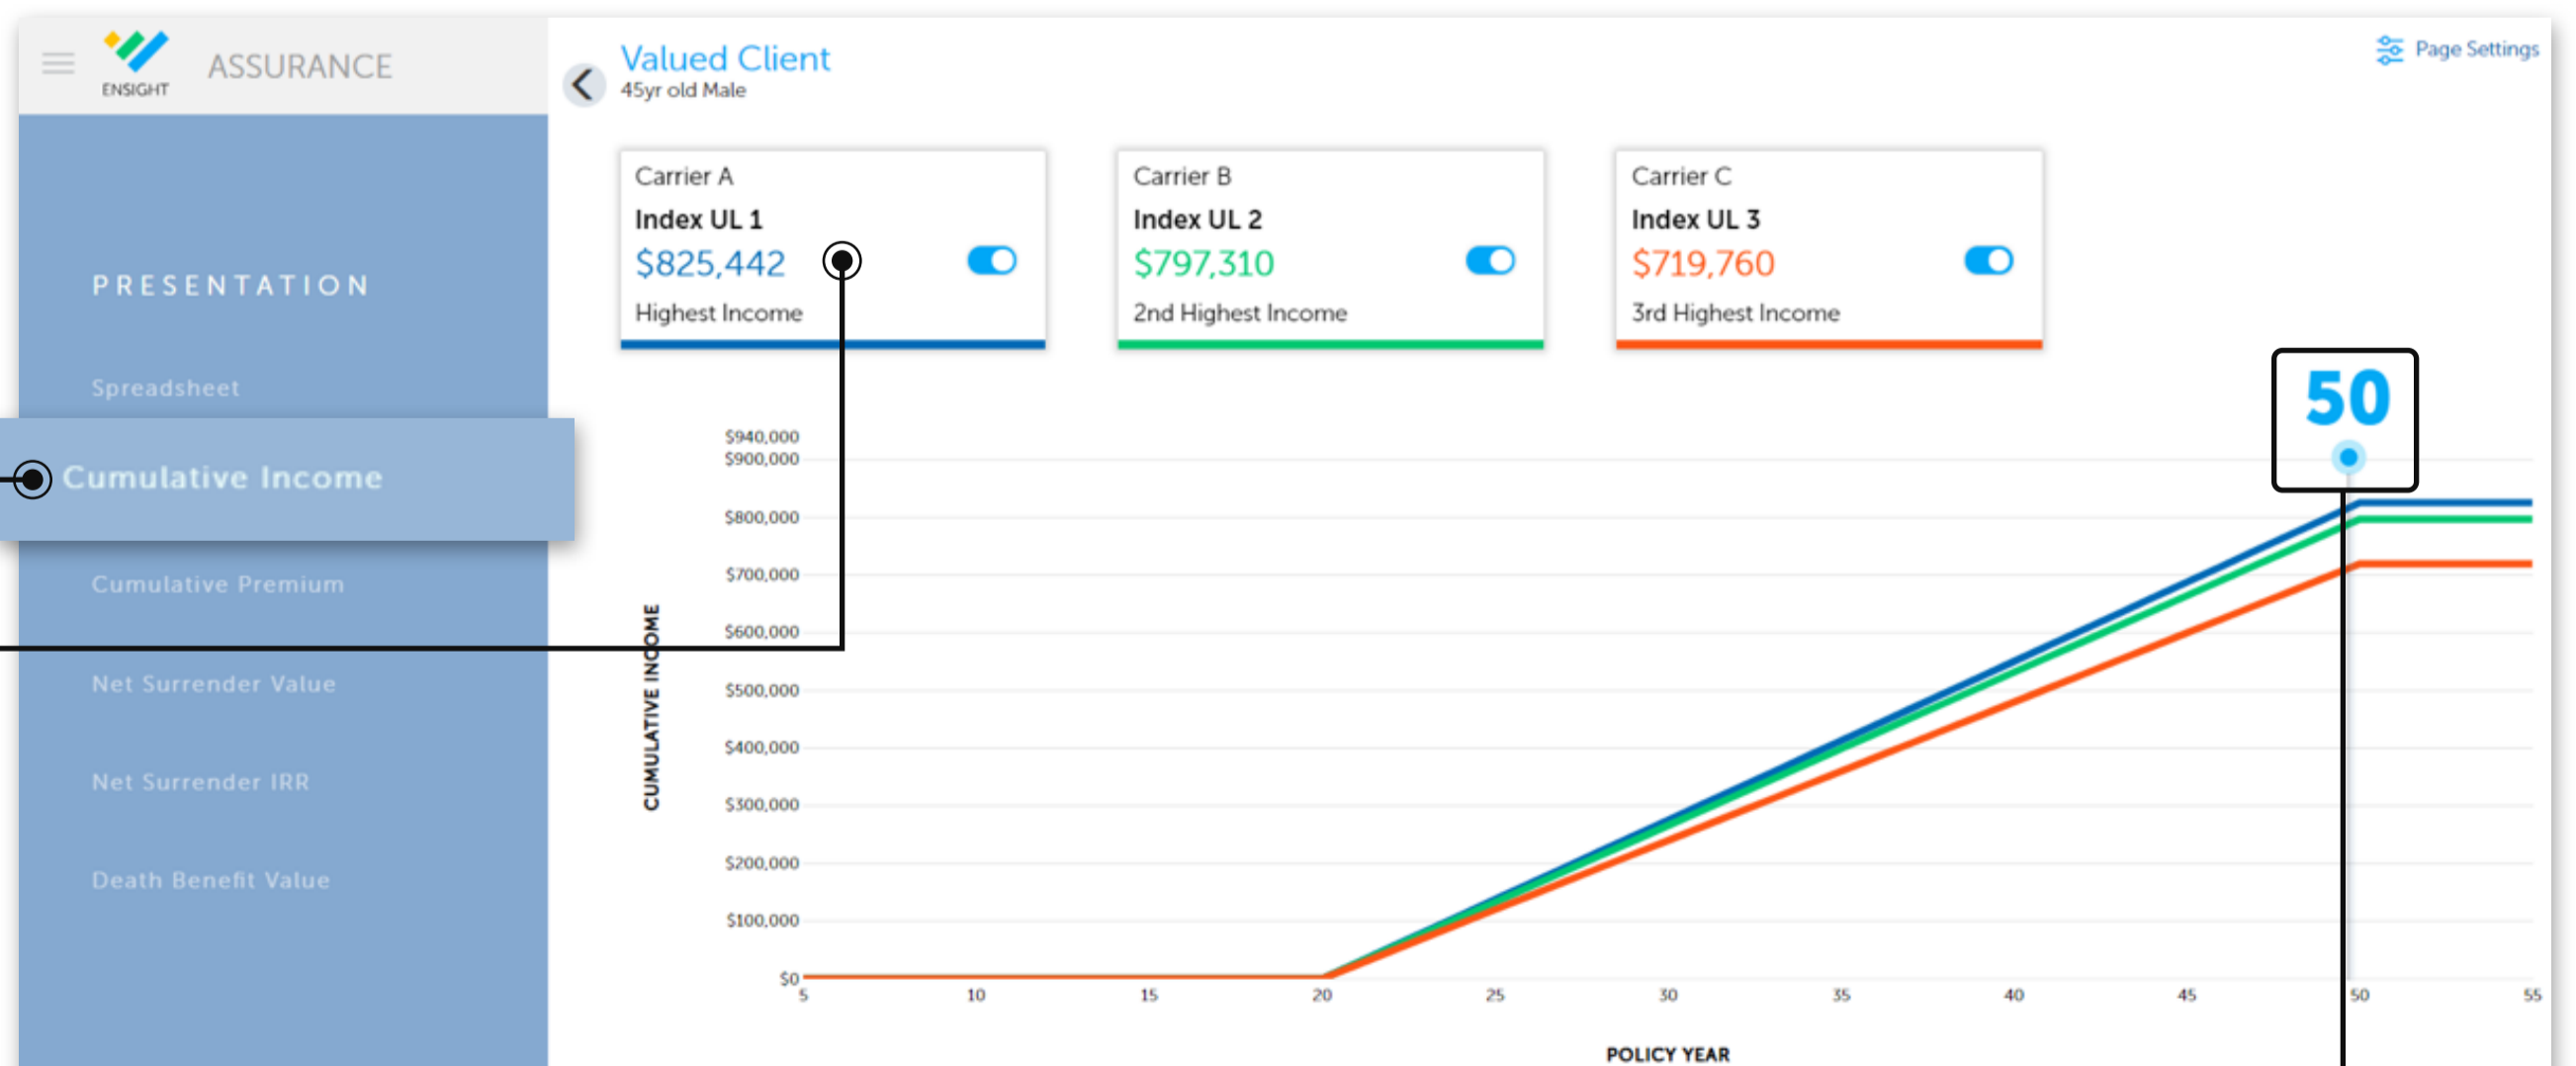 ENSIGHT
ASSURANCE
PRESENTATION
Spreadsheet
Cumulative Income
Cumulative Premium
Net Surrender Value
Net Surrender IRR
Death Benefit Value
Valued Client
45yr old Male
Page Settings
Carrier A
Index UL 1
$825,442
Highest Income
Carrier B
Index UL 2
$797,310
2nd Highest Income
Carrier C
Index UL 3
$719,760
3rd Highest Income
50
CUMULATIVE INCOME
$940,000
$900,000
$800,000
$700,000
$600,000
$500,000
$400,000
$300,000
$200,000
$100,000
$0
5 10 15 20 25 30 35 40 45 50 55
POLICY YEAR